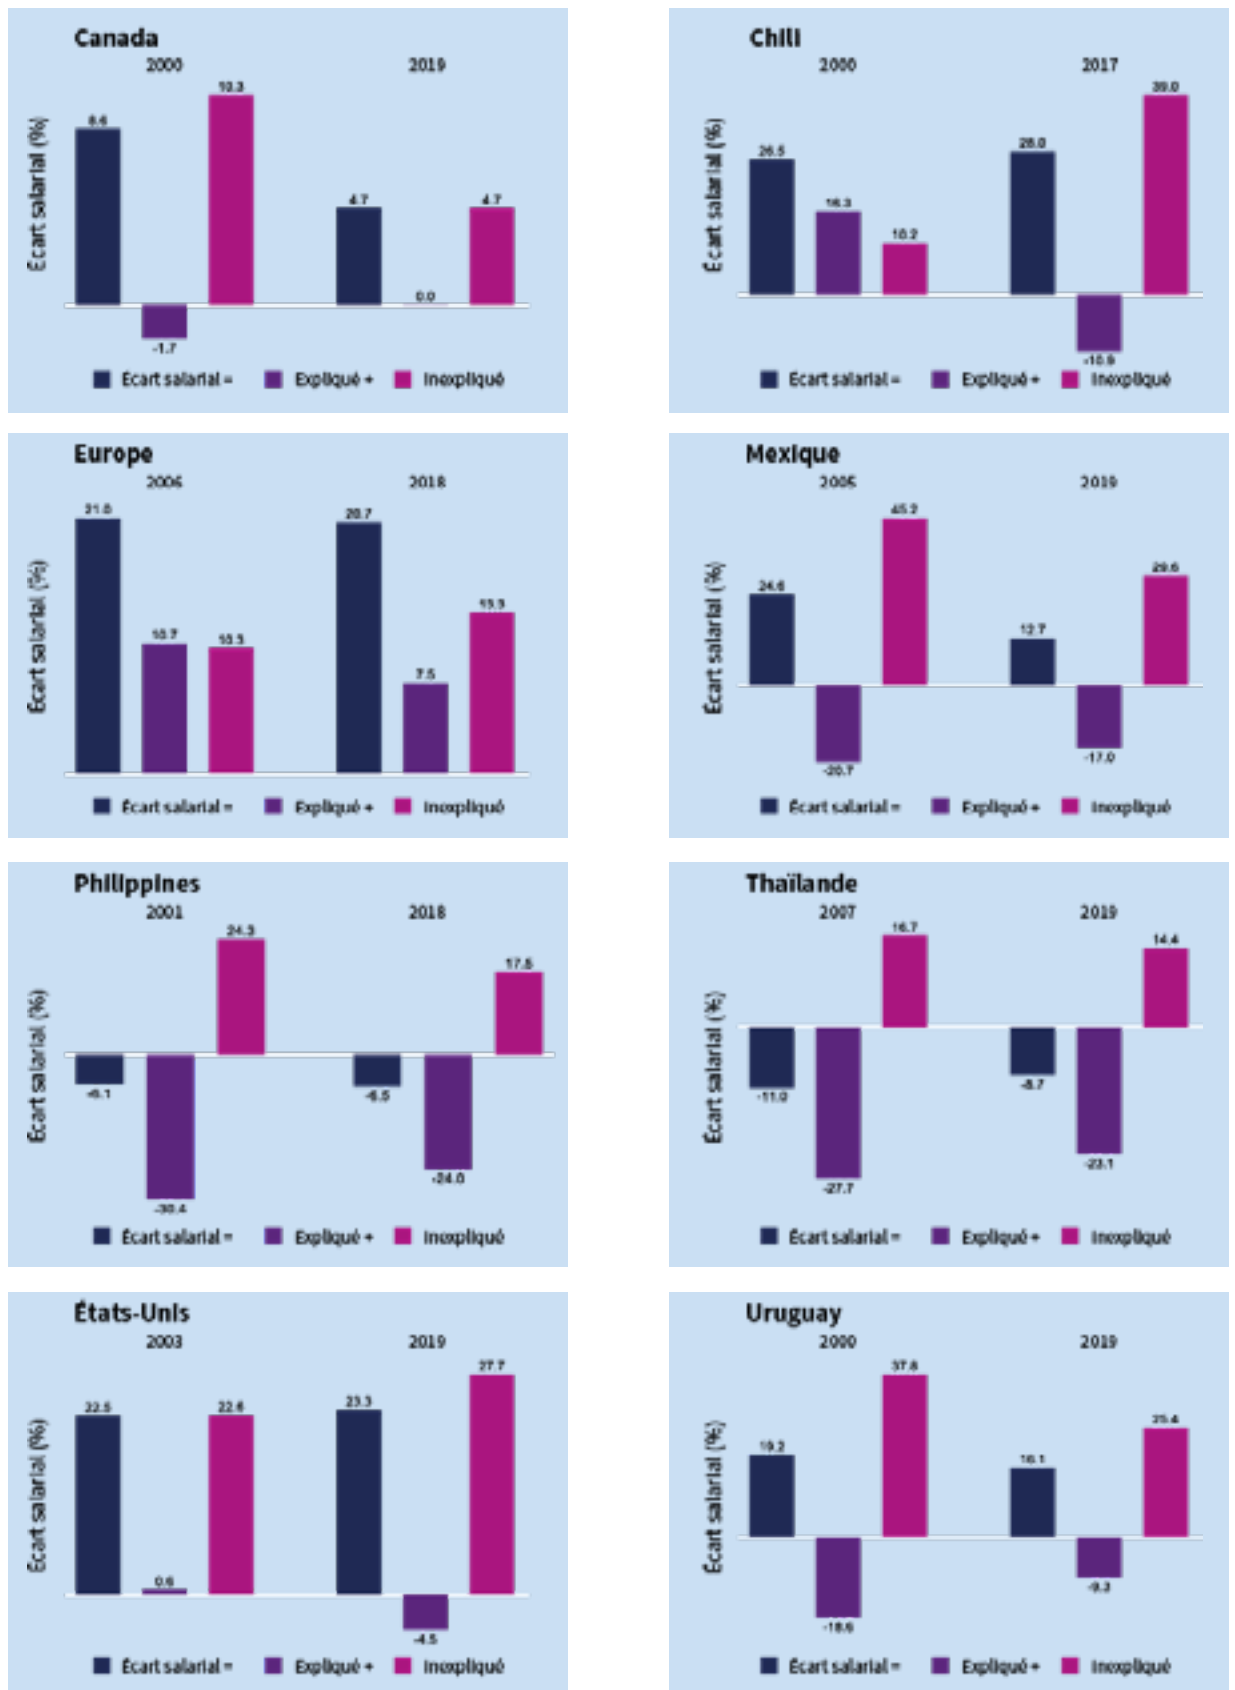 Canada
2000 2019
Écart salarial (%)
8.6 -1.7 10.3 4.7 0.0 4.7
Écart salarial = Expliqué + Inexpliqué
Chili
2000 2017
Écart salarial (%)
26.5 16.3 10.2 28.0 -10.9 39.0
Écart salarial = Expliqué + Inexpliqué
Europe
2006 2018
Écart salarial (%)
21.0 10.7 10.3 20.7 7.5 13.3
Écart salarial = Expliqué + Inexpliqué
Mexique
2005 2019
Écart salarial (%)
24.6 -20.7 45.2 12.7 -17.0 29.6
Écart salarial = Expliqué + Inexpliqué
Philippines
2001 2018
Écart salarial (%)
-6.1 -30.4 24.3 -6.5 -24.0 17.5
Écart salarial = Expliqué + Inexpliqué
Thaïlande
2007 2019
Écart salarial (%)
-11.0 -27.7 16.7 -8.7 -23.1 14.4
Écart salarial = Expliqué + Inexpliqué
États-Unis
2003 2019
Écart salarial (%)
22.5 0.6 22.6 23.3 -4.5 27.7
Écart salarial = Expliqué + Inexpliqué
Uruguay
2000 2019
Écart salarial (%)
19.2 -18.6 37.8 16.1 -9.3 25.4
Écart salarial = Expliqué + Inexpliqué